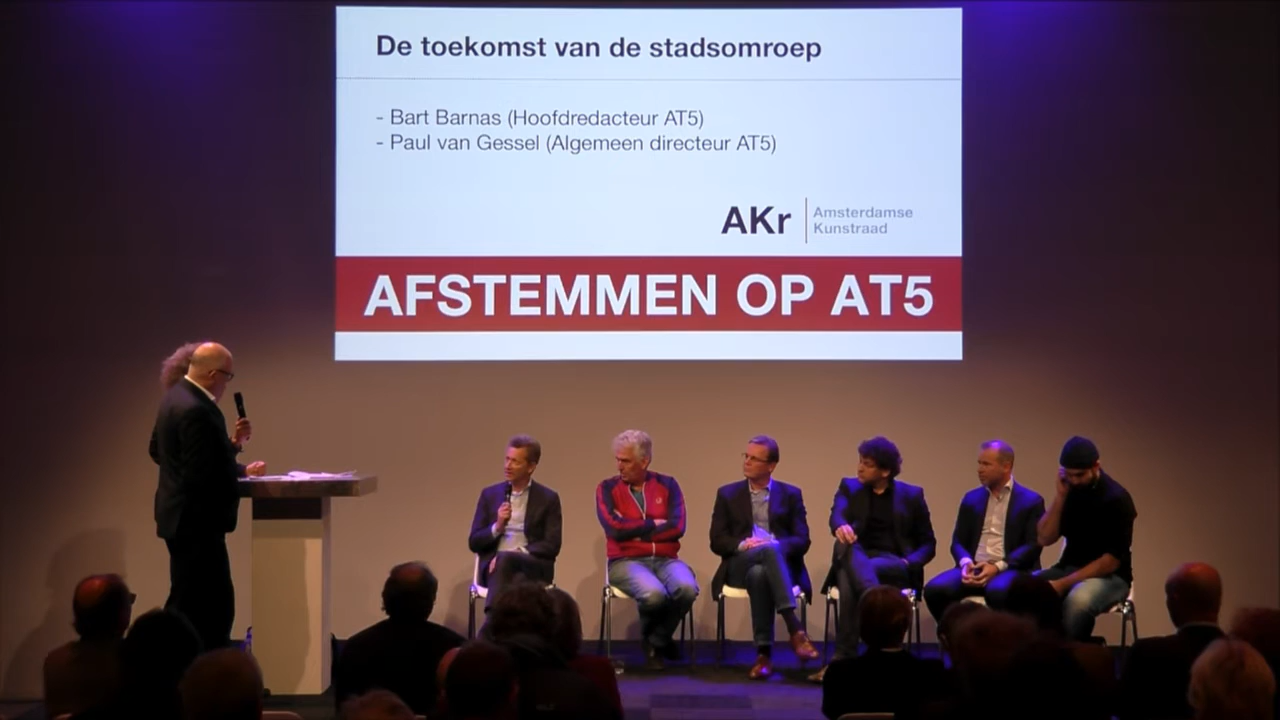 De toekomst van de stadsomroep
- Bart Barnas (Hoofdredacteur AT5)
- Paul van Gessel (Algemeen directeur AT5)
AKr
Amsterdamse
Kunstraad
AFSTEMMEN OP AT5